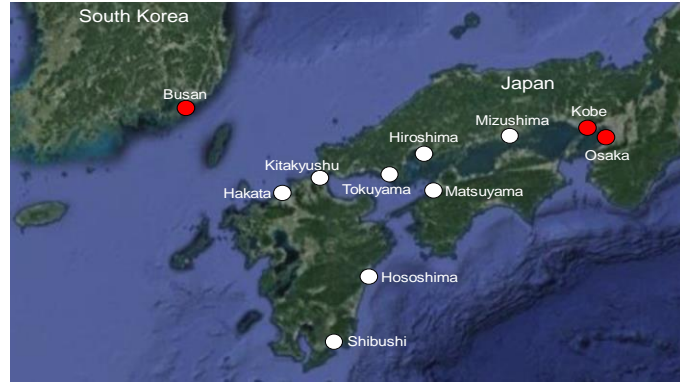 South Korea
Busan
Japan
Kobe
Mizushima
Hiroshima
Osaka
Kitakyushu
Tokuyama
Matsuyama
Hakata
Hososhima
Shibushi